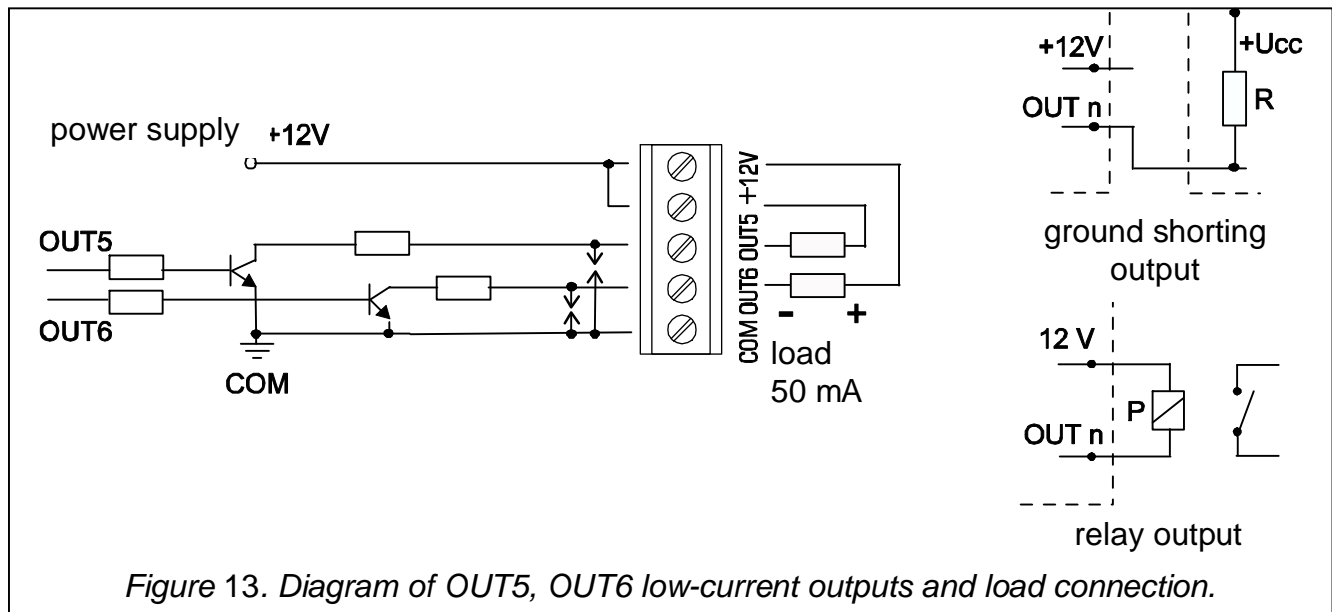 power supply +12V
OUT5
OUT6
COM
+12V
OUT5
OUT6
COM
- +
load
50 mA
+12V
+Ucc
OUT n
R
ground shorting
output
12 V
P
OUT n
relay output
Figure 13. Diagram of OUT5, OUT6 low-current outputs and load connection.